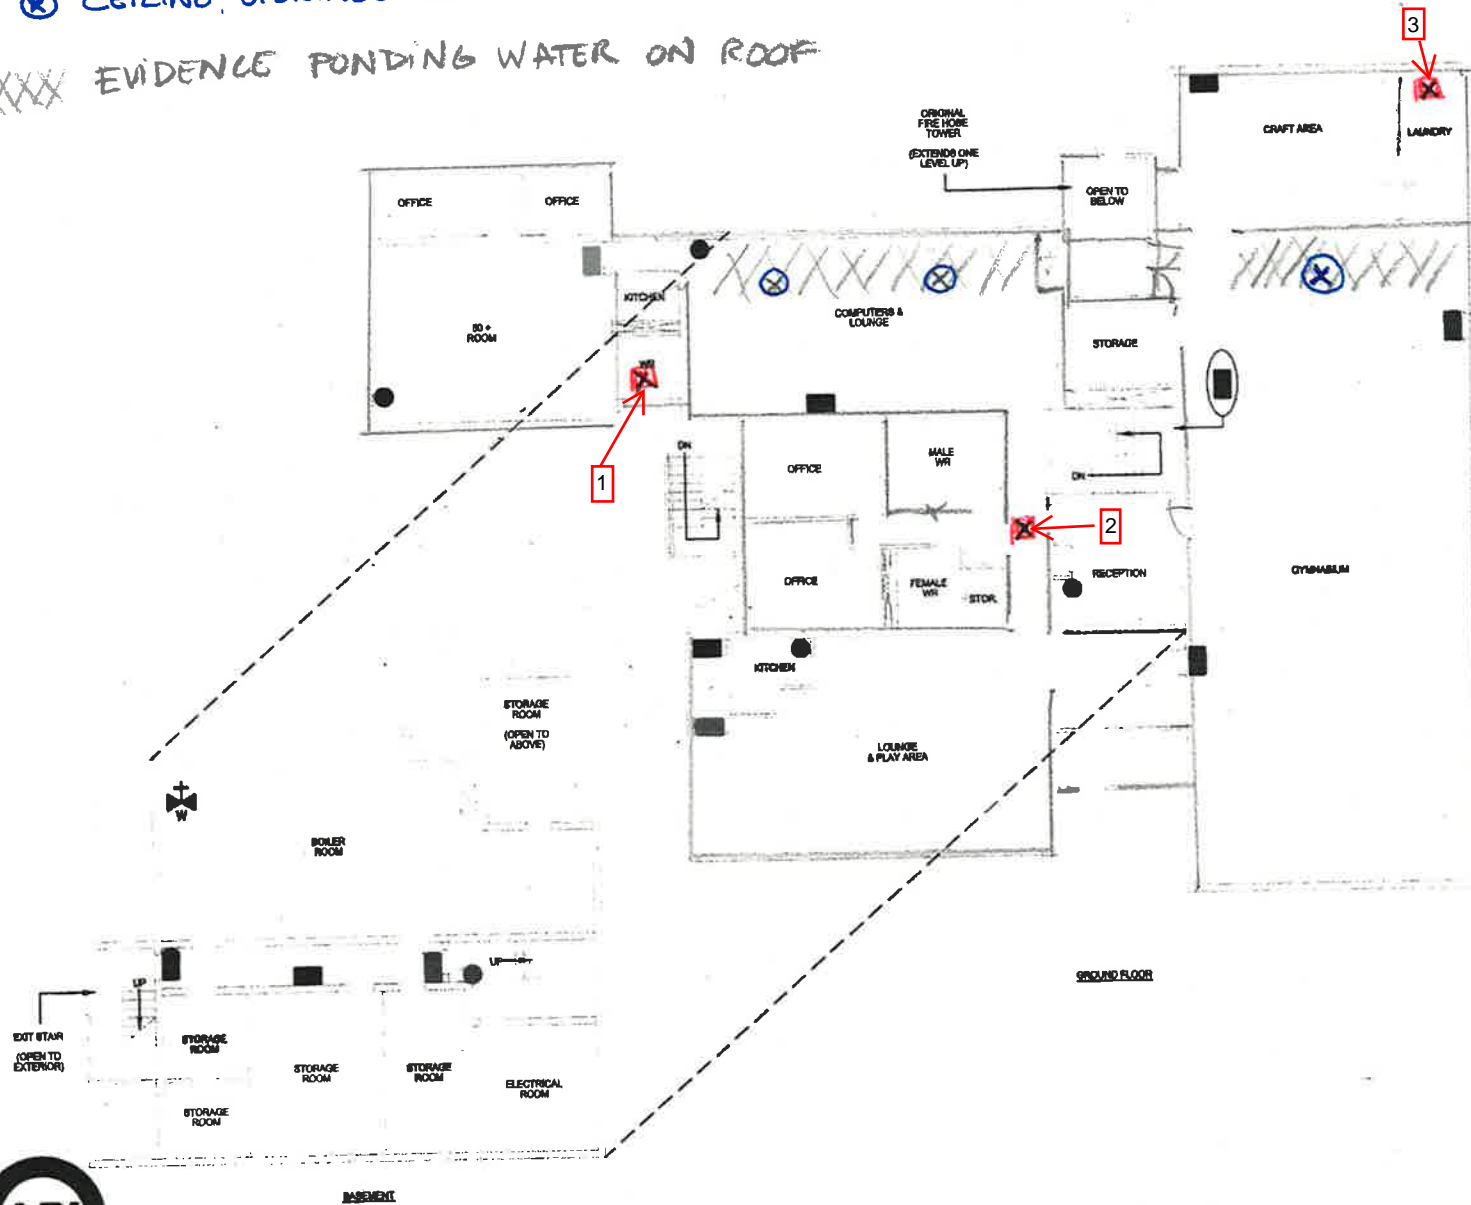 EVIDENCE PONDING WATER ON ROOF
3
ORIGINAL
FIRE HOSE
TOWER
(EXTENDS ONE
LEVEL UP)
CRAFT AREA
LAUNDRY
OFFICE
OFFICE
OPEN TO
BELOW
KITCHEN
COMPUTERS &
LOUNGE
50 +
ROOM
STORAGE
WR
1
DN
OFFICE
MALE
WR
DN
2
OFFICE
FEMALE
WR
STOR.
RECEPTION
GYMNASIUM
KITCHEN
STORAGE
ROOM
(OPEN TO
ABOVE)
LOUNGE
& PLAY AREA
W
BOILER
ROOM
UP
UP
GROUND FLOOR
EXIT STAIR
(OPEN TO
EXTERIOR)
STORAGE
ROOM
STORAGE
ROOM
STORAGE
ROOM
ELECTRICAL
ROOM
STORAGE
ROOM
BASEMENT